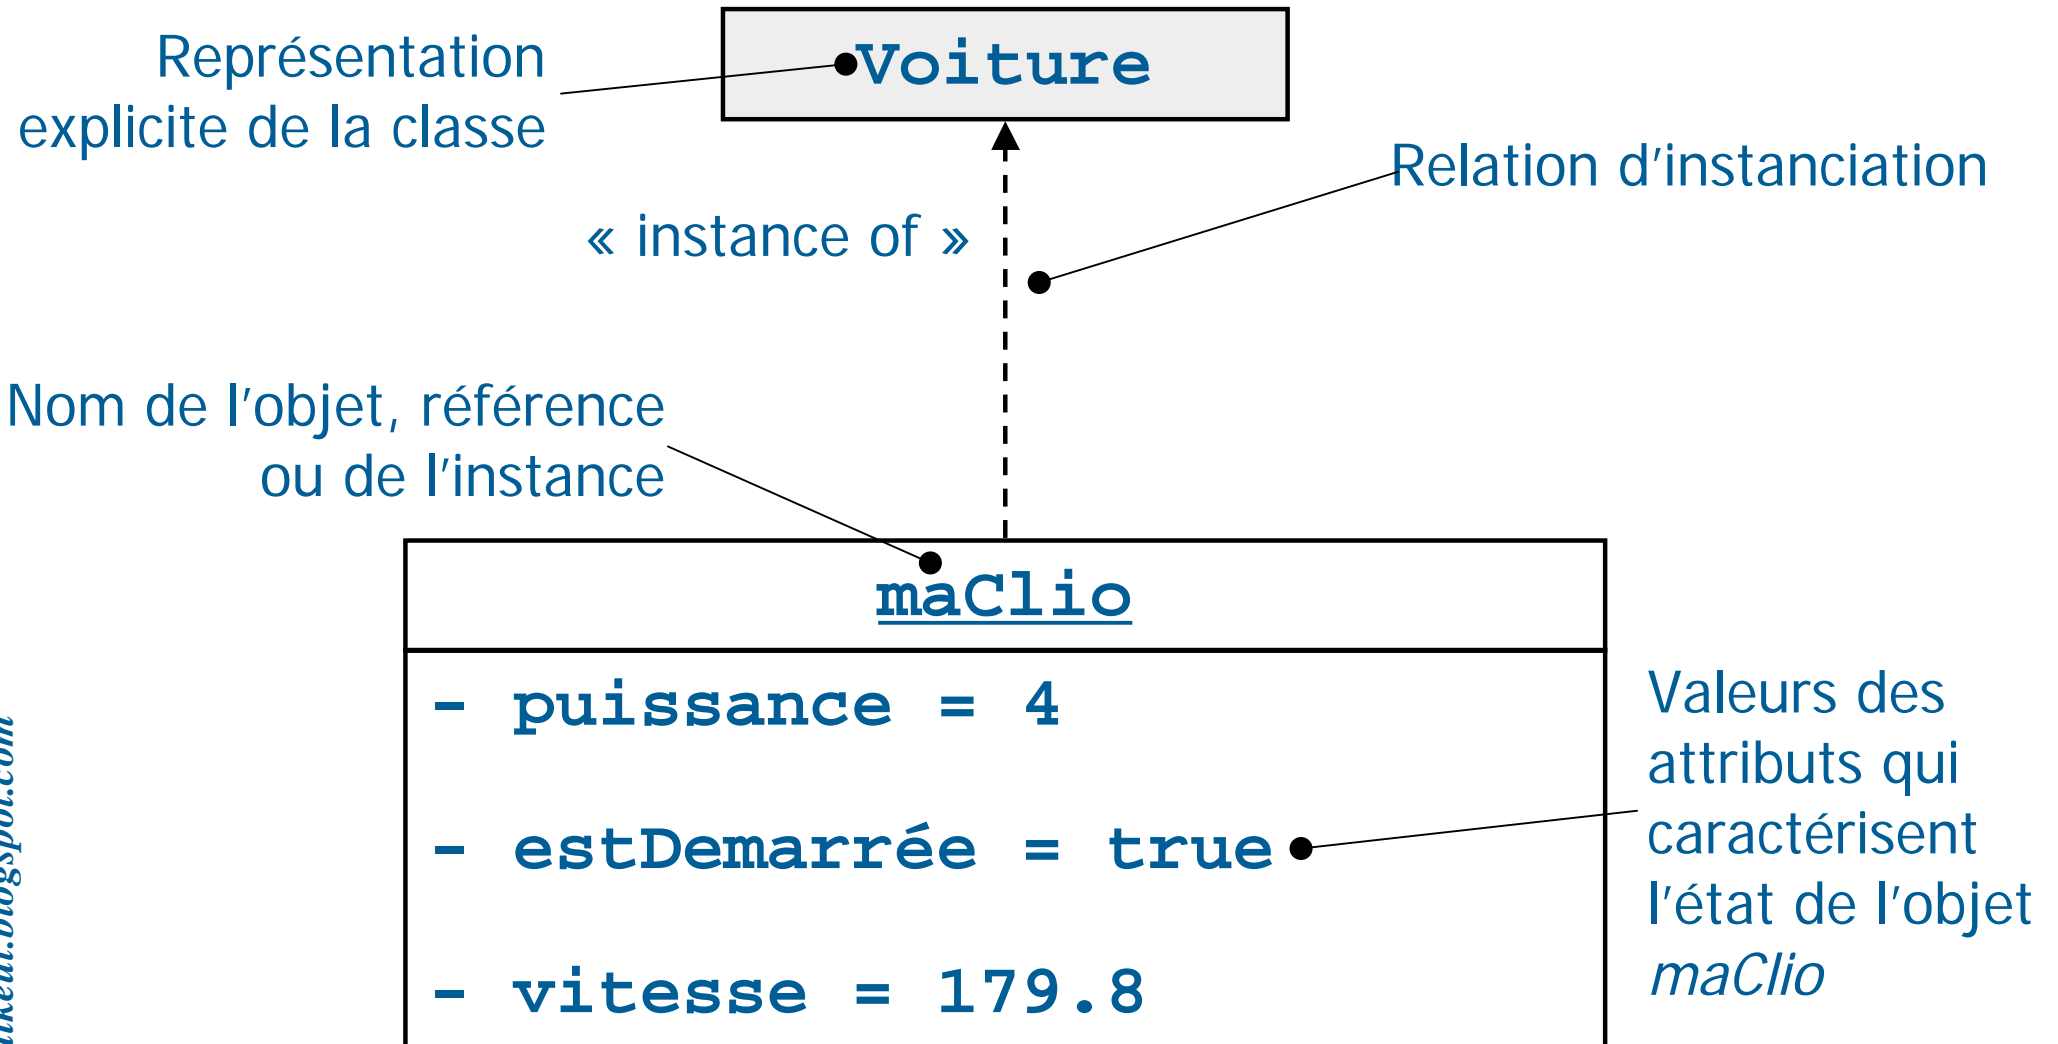 Représentation
explicite de la classe
Voiture
Relation d'instanciation
« instance of »
Nom de l'objet, référence
ou de l'instance
maClio
- puissance = 4
- estDemarrée = true
- vitesse = 179.8
Valeurs des
attributs qui
caractérisent
l'état de l'objet
maClio